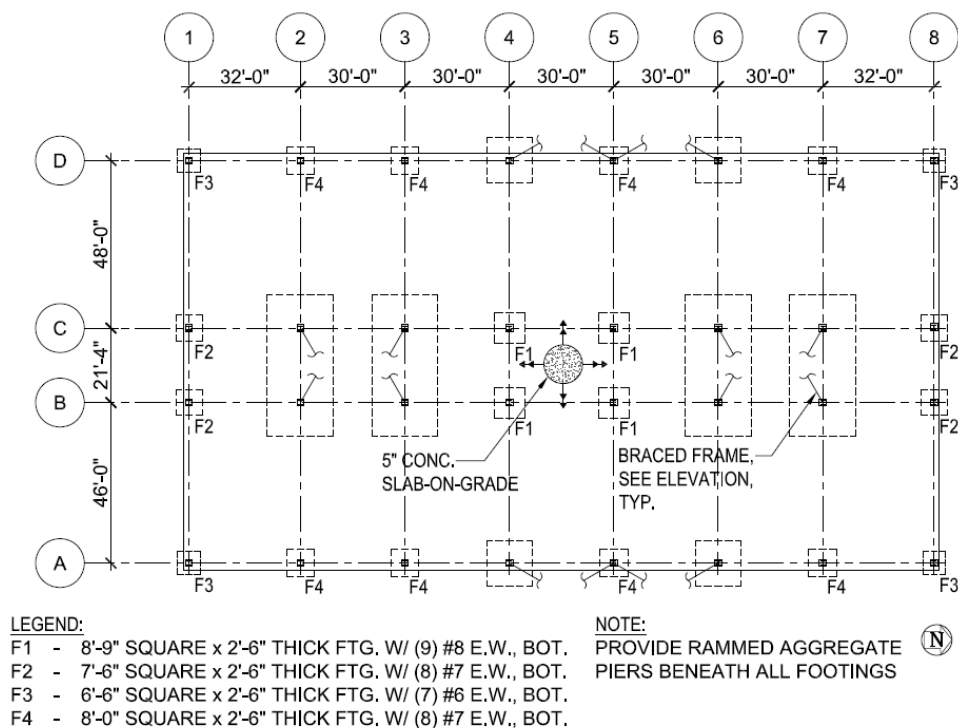 1 2 3 4 5 6 7 8
32'-0" 30'-0" 30'-0" 30'-0" 30'-0" 30'-0" 32'-0"
D
F3 F4 F4 F4 F4 F3
48'-0"
C
F2 F1 F1 F2
21'-4"
B
F2 F1 F1 F2
5" CONC.
SLAB-ON-GRADE
BRACED FRAME,
SEE ELEVATION,
TYP.
46'-0"
A
F3 F4 F4 F4 F4 F3
LEGEND:
F1 - 8'-9" SQUARE x 2'-6" THICK FTG. W/ (9) #8 E.W., BOT.
F2 - 7'-6" SQUARE x 2'-6" THICK FTG. W/ (8) #7 E.W., BOT.
F3 - 6'-6" SQUARE x 2'-6" THICK FTG. W/ (7) #6 E.W., BOT.
F4 - 8'-0" SQUARE x 2'-6" THICK FTG. W/ (8) #7 E.W., BOT.
NOTE:
PROVIDE RAMMED AGGREGATE
PIERS BENEATH ALL FOOTINGS
N